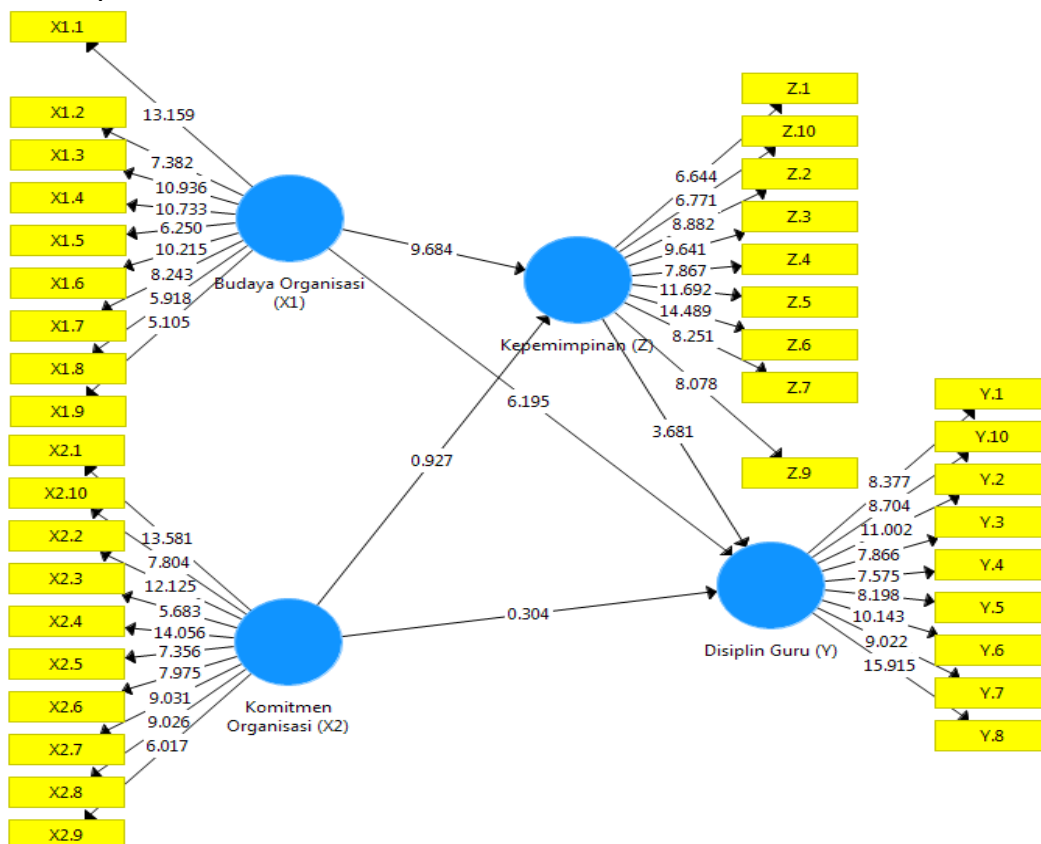 X1.1
X1.2
X1.3
X1.4
X1.5
X1.6
X1.7
X1.8
X1.9
13.159
7.382
10.936
10.733
6.250
10.215
8.243
5.918
5.105
Budaya Organisasi
(X1)
X2.1
X2.10
X2.2
X2.3
X2.4
X2.5
X2.6
X2.7
X2.8
X2.9
13.581
7.804
12.125
5.683
14.056
7.356
7.975
9.031
9.026
6.017
Komitmen
Organisasi (X2)
9.684
6.195
0.927
0.304
3.681
Kepemimpinan (Z)
6.644
6.771
8.882
9.641
7.867
11.692
14.489
8.251
8.078
Z.1
Z.10
Z.2
Z.3
Z.4
Z.5
Z.6
Z.7
Z.9
Disiplin Guru (Y)
8.377
8.704
11.002
7.866
7.575
8.198
10.143
9.022
15.915
Y.1
Y.10
Y.2
Y.3
Y.4
Y.5
Y.6
Y.7
Y.8